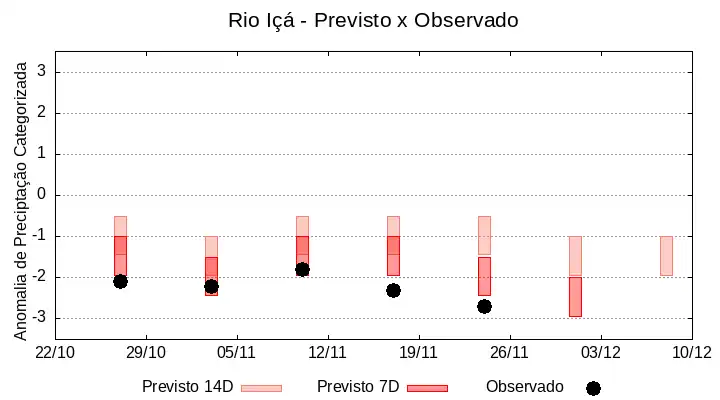 Rio Içá - Previsto x Observado
Anomalia de Preciptação Categorizada
3
2
1
0
-1
-2
-3
22/10 29/10 05/11 12/11 19/11 26/11 03/12 10/12
Previsto 14D Previsto 7D Observado